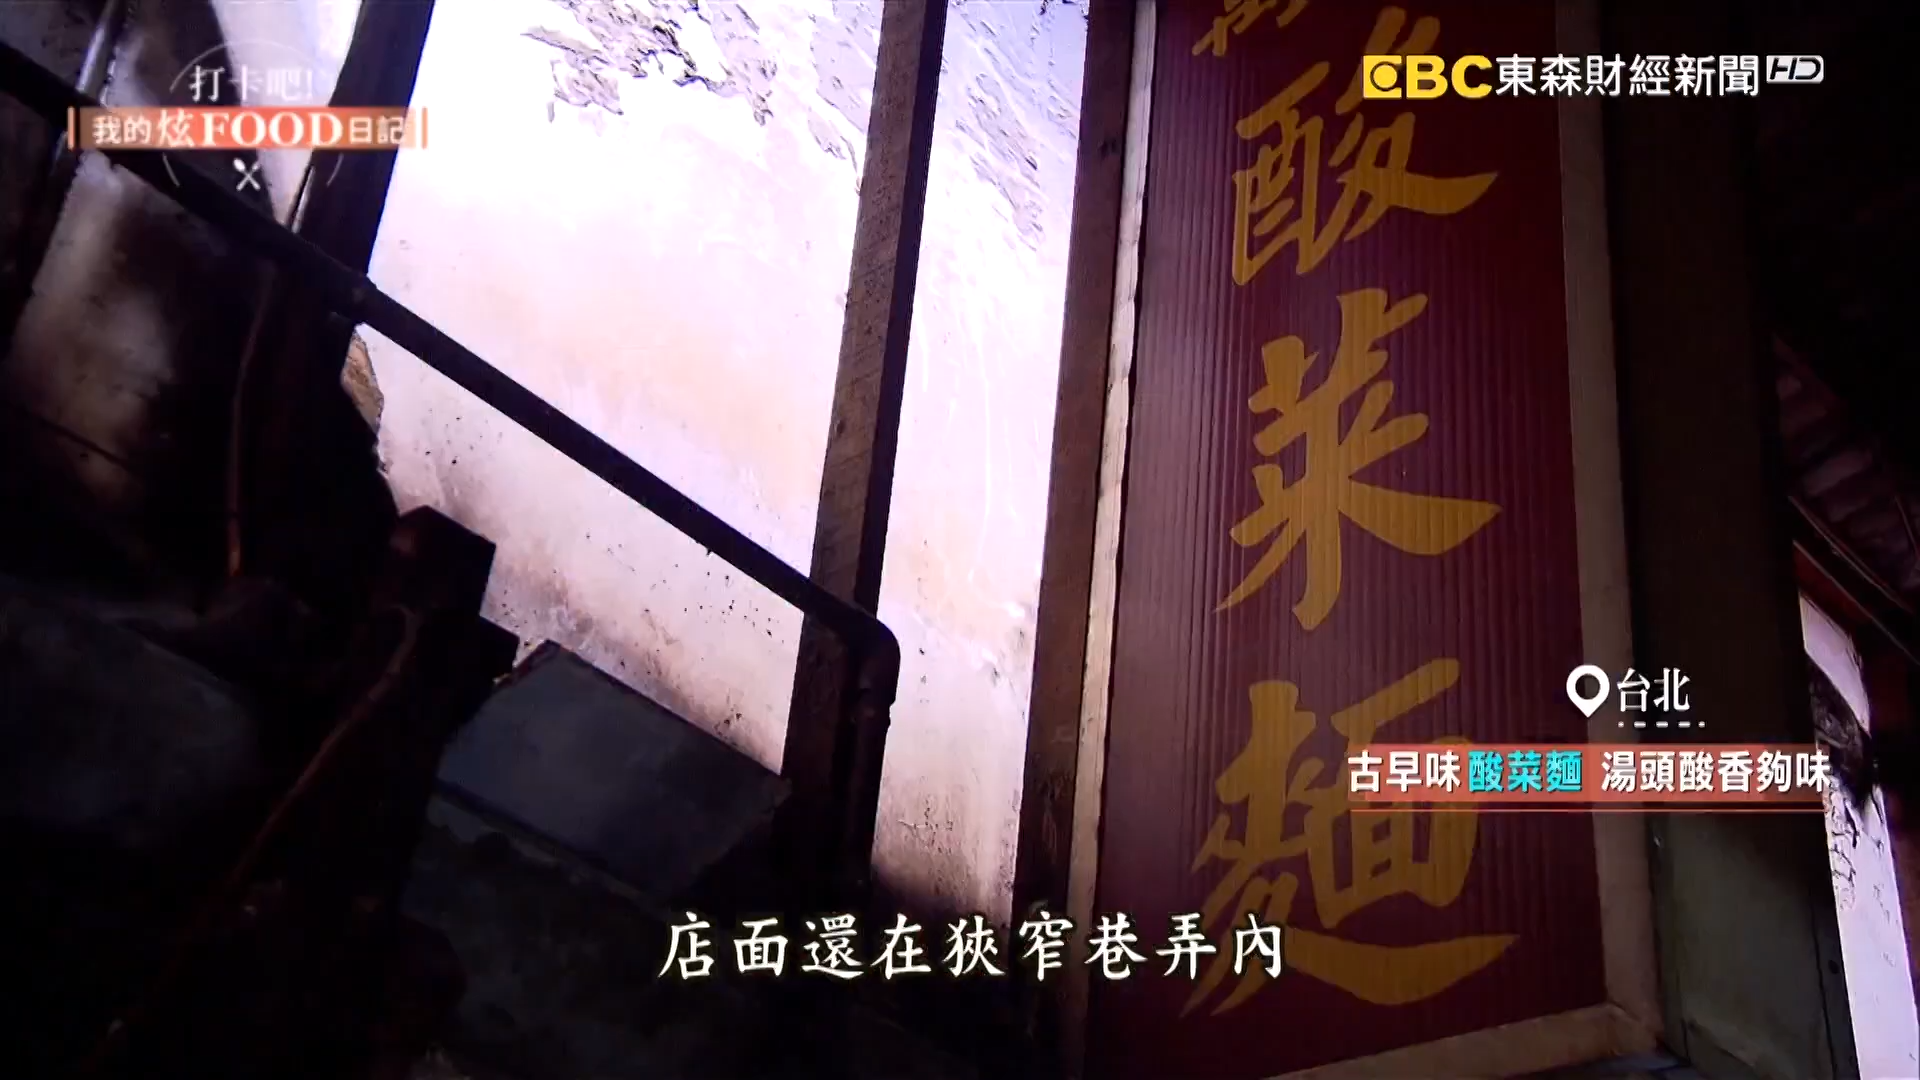 打卡吧!
我的炫FOOD日記
EBC東森財經新聞HD
酸菜麵
台北
古早味酸菜麵 湯頭酸香夠味
店面還在狹窄巷弄內